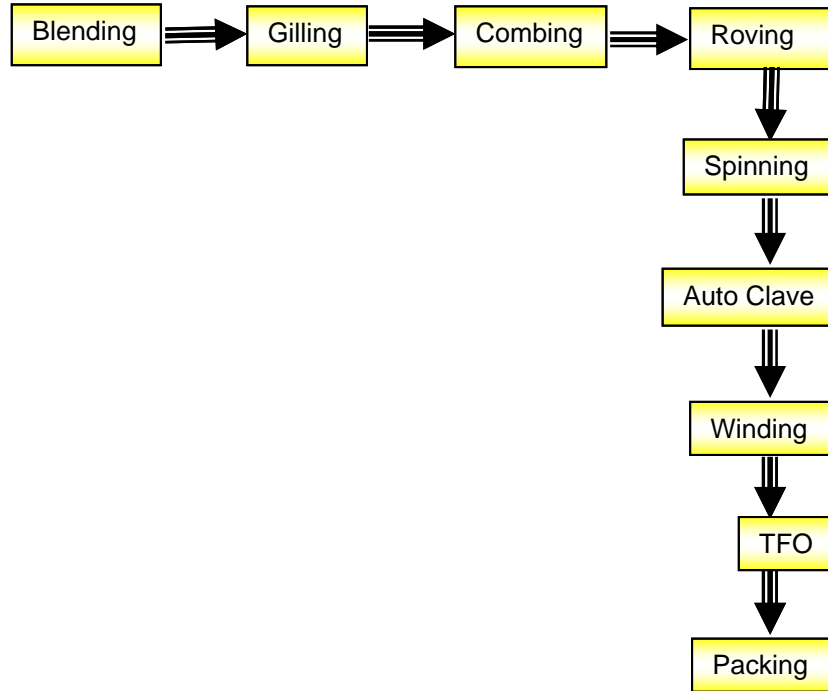 Blending
Gilling
Combing
Roving
Spinning
Auto Clave
Winding
TFO
Packing